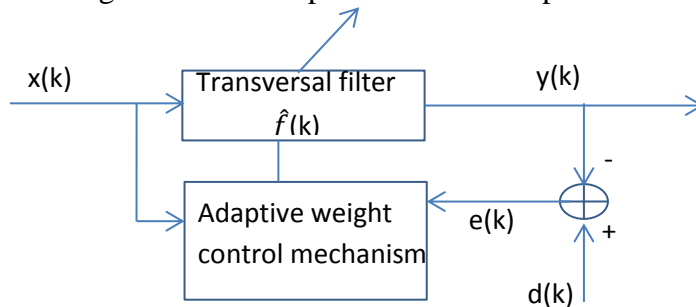 x(k)
Transversal filter
f̂(k)
y(k)
-
Adaptive weight
control mechanism
e(k)
+
d(k)